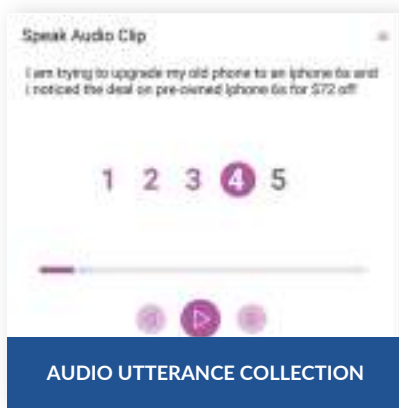 Speak Audio Clip
I am trying to upgrade my old phone to an iphone 6s and
i noticed the deal on pre-owned iphone 6s for $72 off!
1 2 3 4 5
AUDIO UTTERANCE COLLECTION